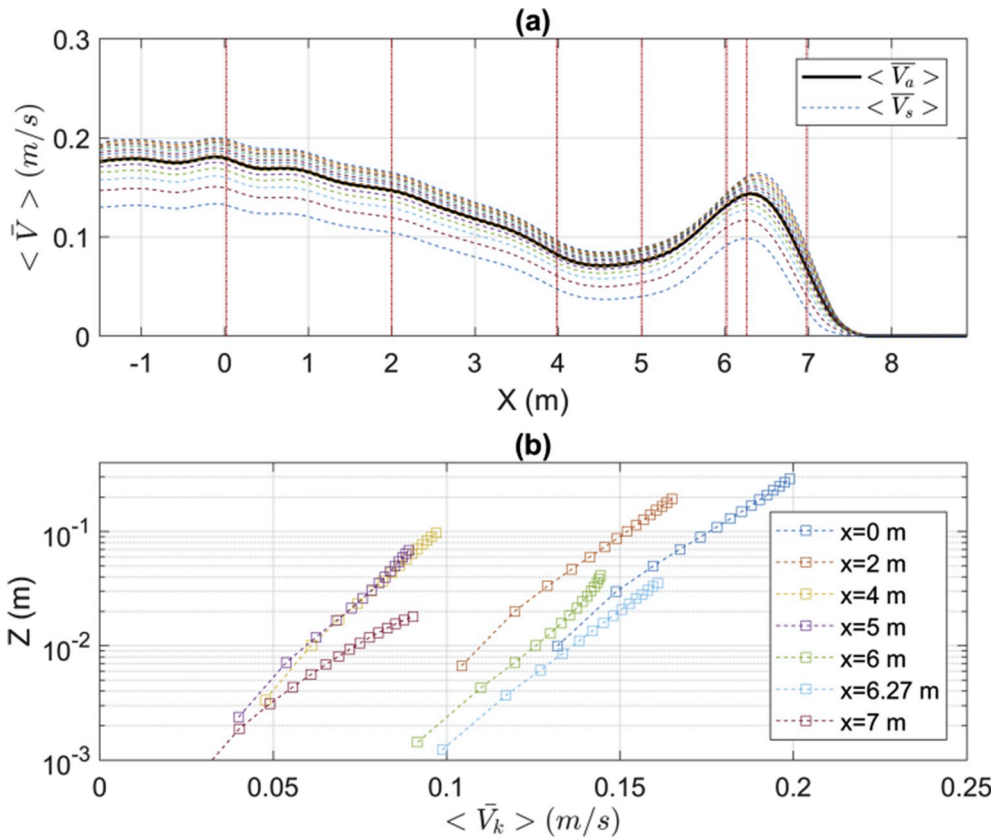 (a)
0.3
0.2
0.1
0
< V̄ > (m/s)
-1 0 1 2 3 4 5 6 7 8
X (m)
< V̄ₐ >
< V̄ₛ >
(b)
10⁻¹
10⁻²
10⁻³
Z (m)
0 0.05 0.1 0.15 0.2 0.25
< V̄ₖ > (m/s)
x=0 m
x=2 m
x=4 m
x=5 m
x=6 m
x=6.27 m
x=7 m